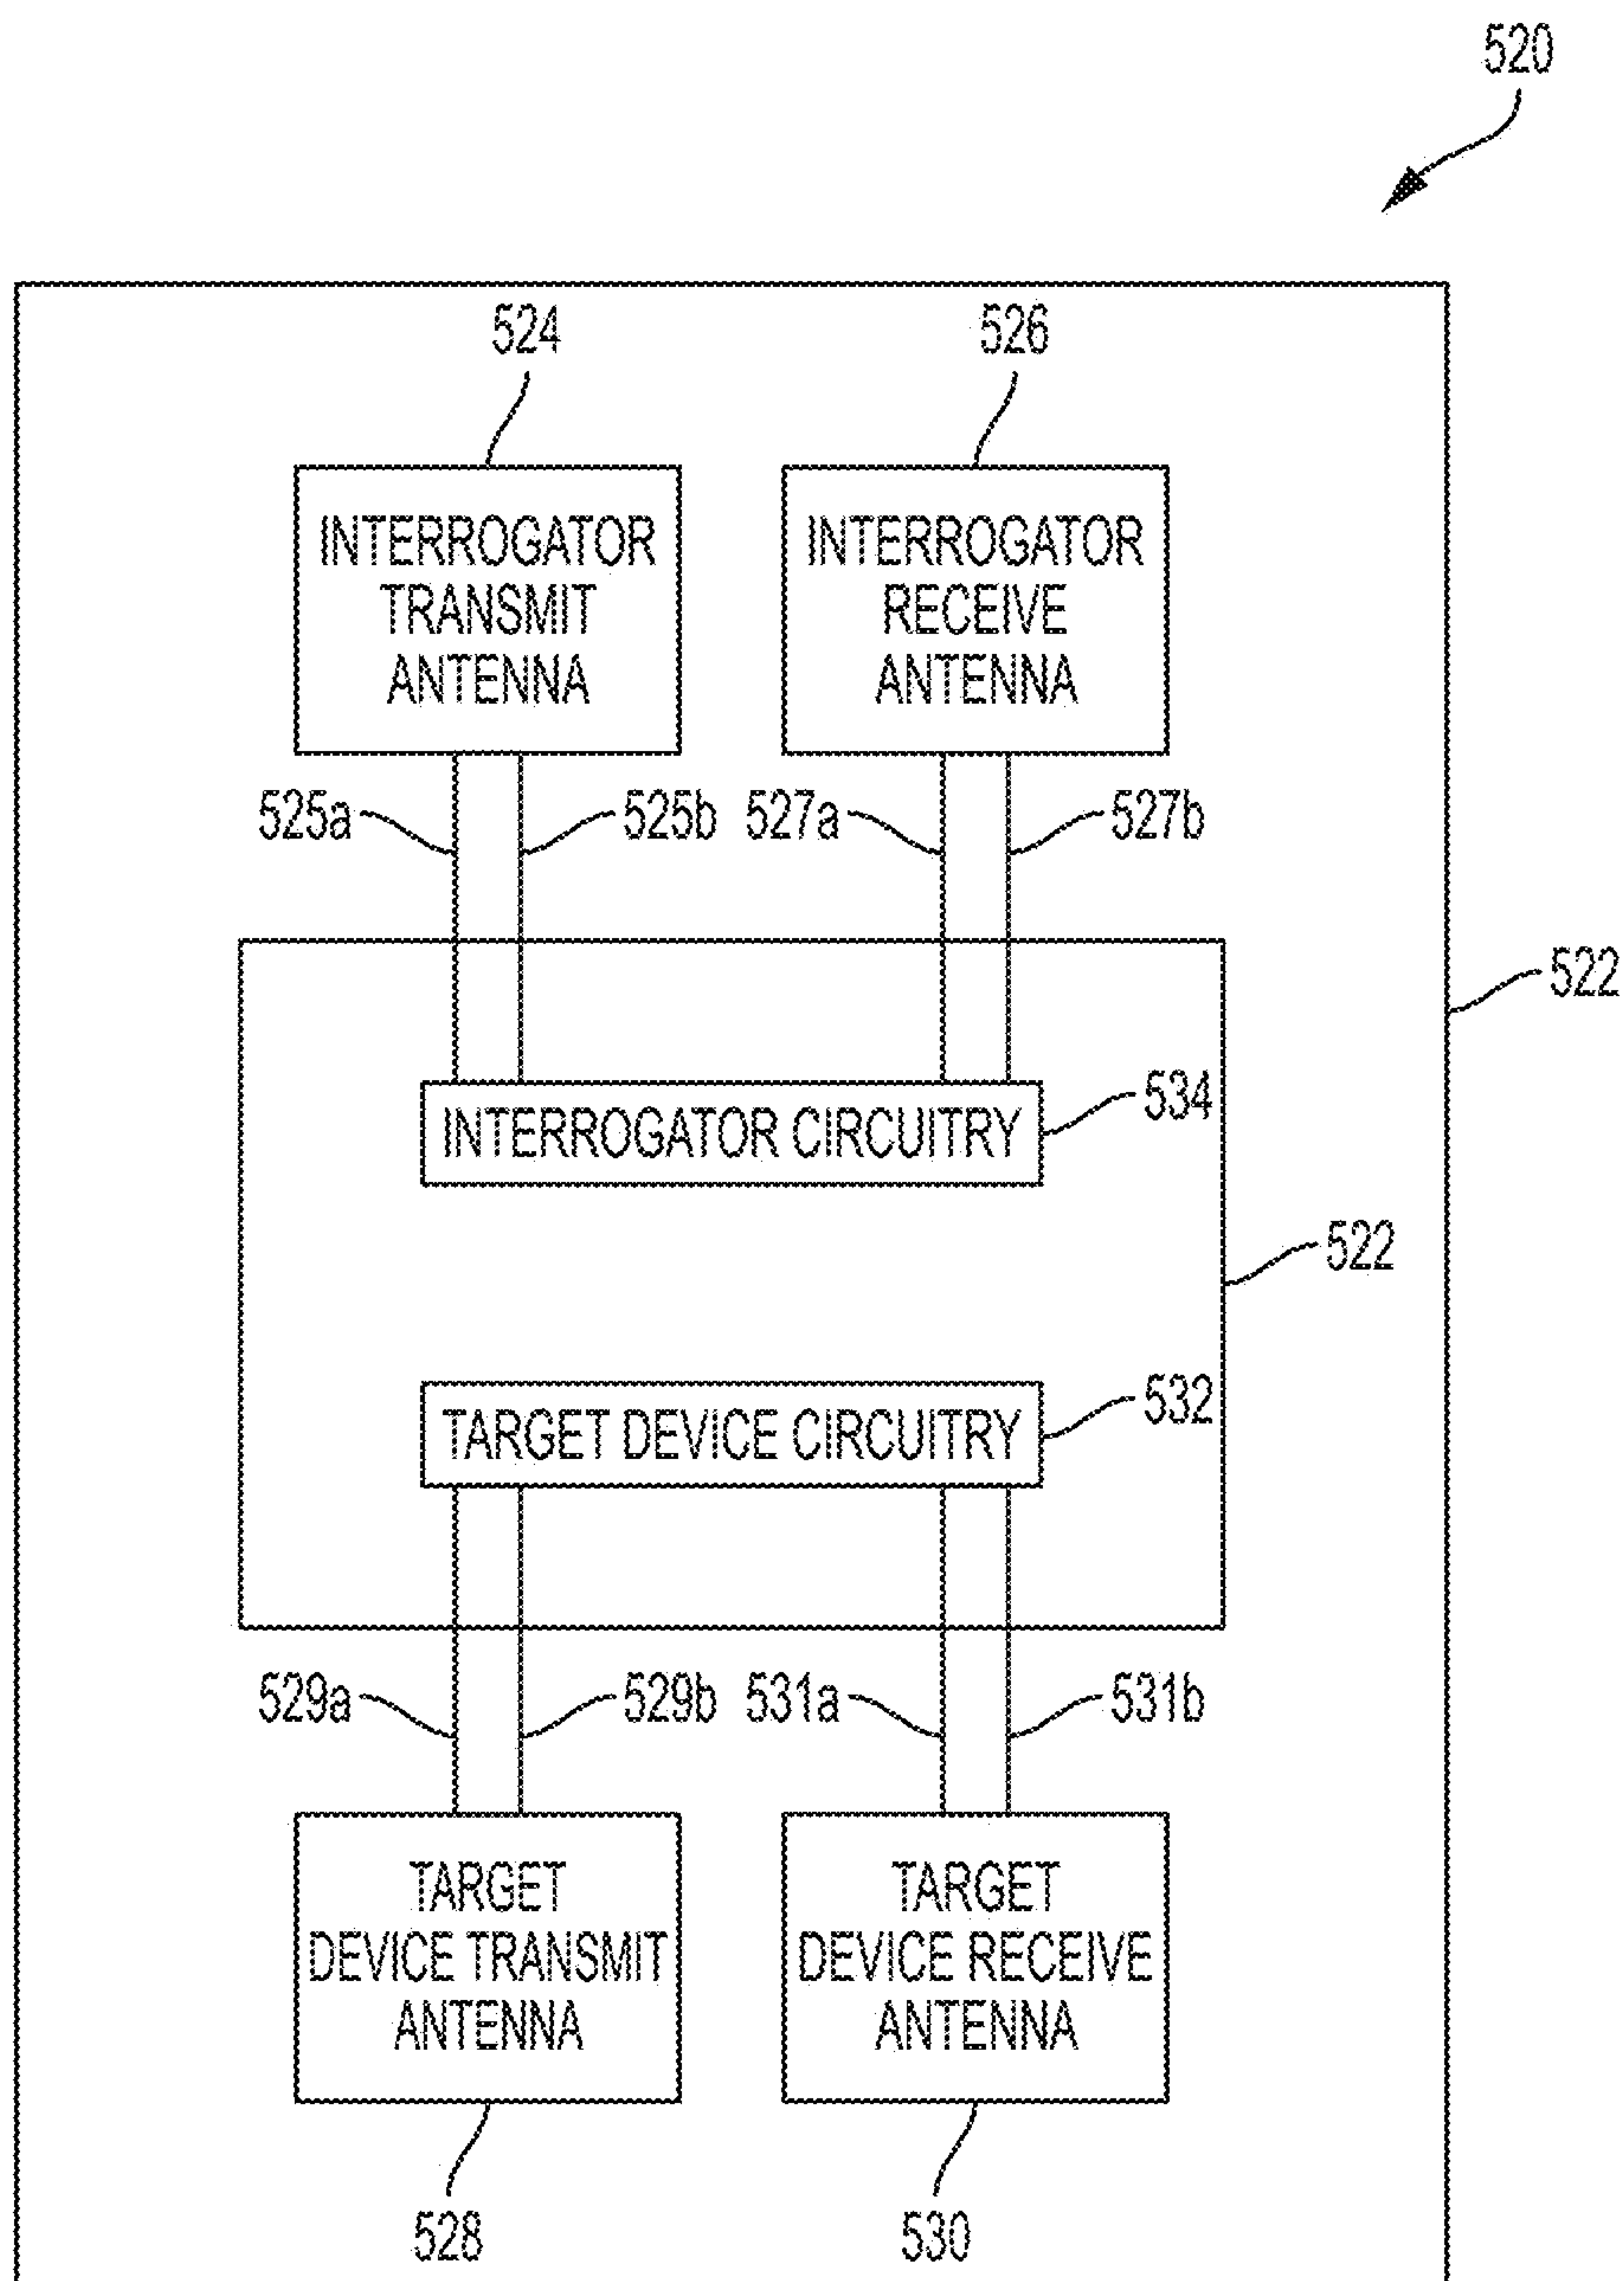 520
524
526
INTERROGATOR
TRANSMIT
ANTENNA
INTERROGATOR
RECEIVE
ANTENNA
525a
525b
527a
527b
522
INTERROGATOR CIRCUITRY
534
522
TARGET DEVICE CIRCUITRY
532
529a
529b
531a
531b
TARGET
DEVICE TRANSMIT
ANTENNA
TARGET
DEVICE RECEIVE
ANTENNA
528
530